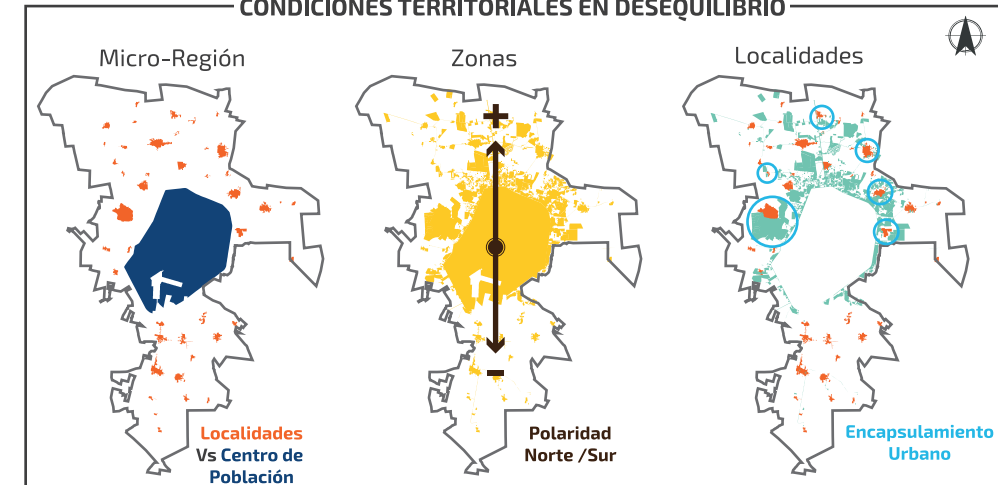 CONDICIONES TERRITORIALES EN DESEQUILIBRIO
Micro-Región
Zonas
Localidades
+
-
Localidades
Vs Centro de
Población
Polaridad
Norte /Sur
Encapsulamiento
Urbano